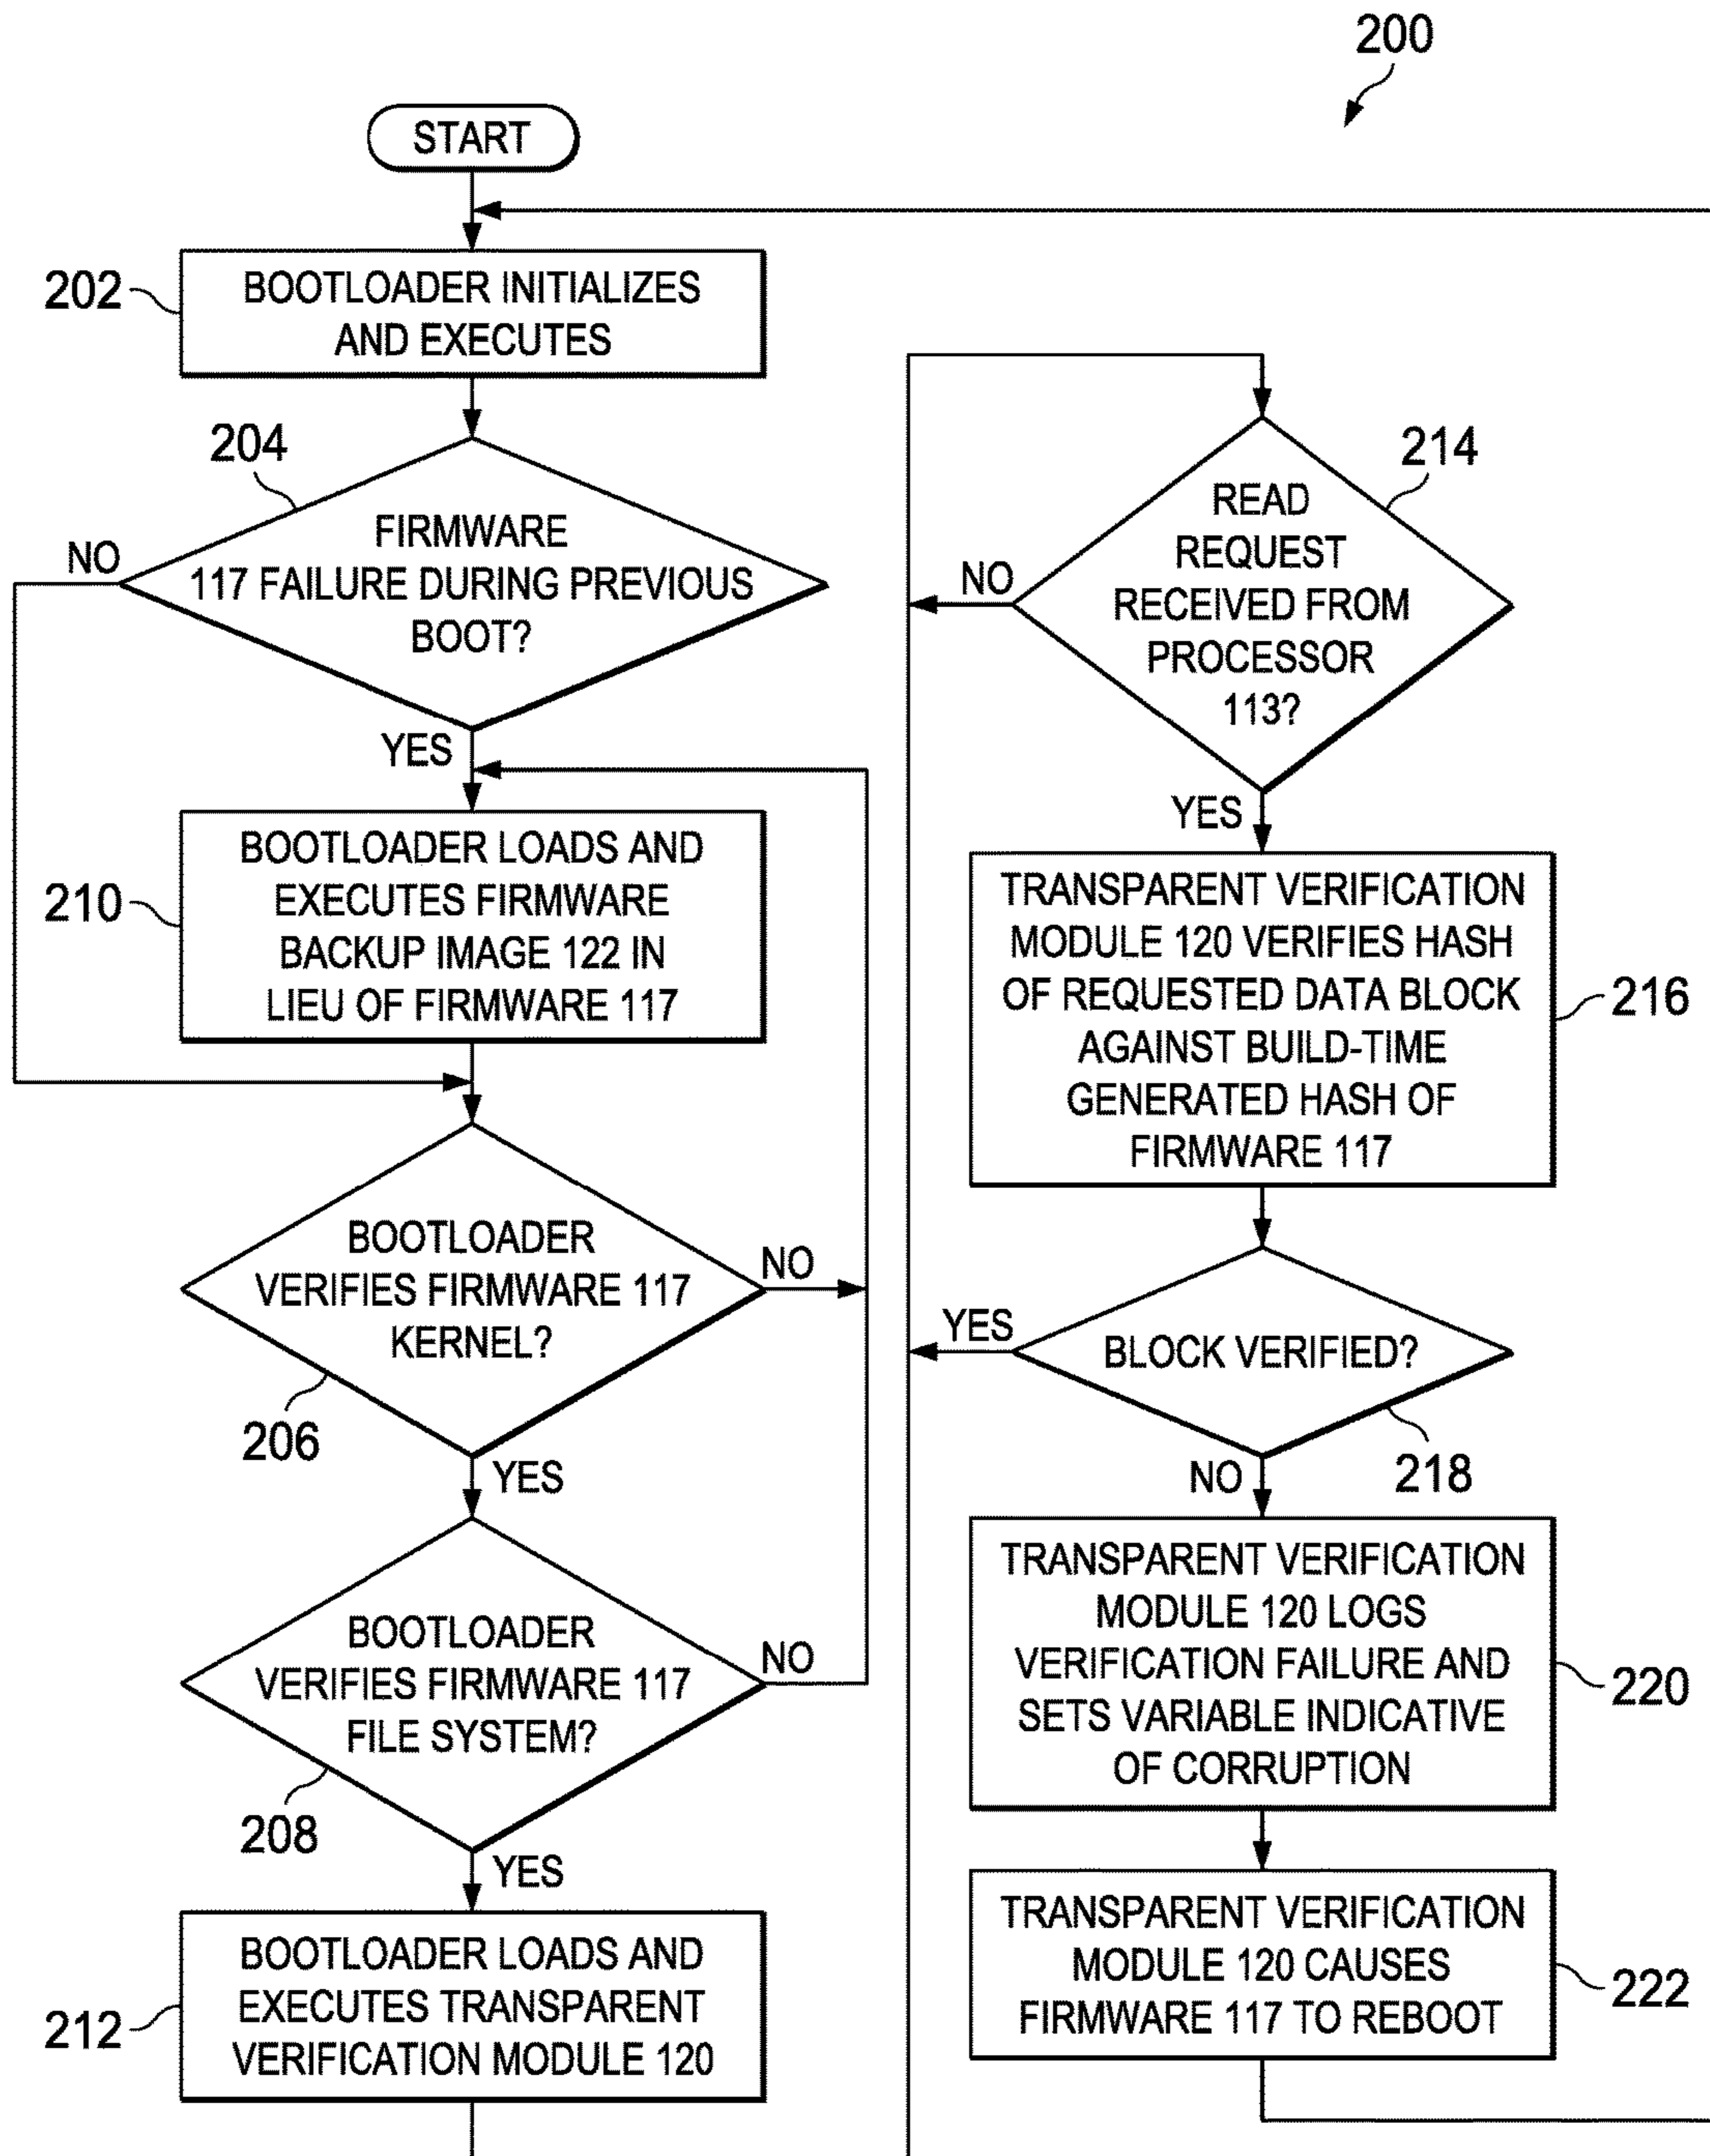 200
START
202
BOOTLOADER INITIALIZES
AND EXECUTES
204
FIRMWARE
117 FAILURE DURING PREVIOUS
BOOT?
NO
YES
210
BOOTLOADER LOADS AND
EXECUTES FIRMWARE
BACKUP IMAGE 122 IN
LIEU OF FIRMWARE 117
BOOTLOADER
VERIFIES FIRMWARE 117
KERNEL?
NO
206
YES
BOOTLOADER
VERIFIES FIRMWARE 117
FILE SYSTEM?
NO
208
YES
212
BOOTLOADER LOADS AND
EXECUTES TRANSPARENT
VERIFICATION MODULE 120
214
READ
REQUEST
RECEIVED FROM
PROCESSOR
113?
NO
YES
TRANSPARENT VERIFICATION
MODULE 120 VERIFIES HASH
OF REQUESTED DATA BLOCK
AGAINST BUILD-TIME
GENERATED HASH OF
FIRMWARE 117
216
YES
BLOCK VERIFIED?
218
NO
TRANSPARENT VERIFICATION
MODULE 120 LOGS
VERIFICATION FAILURE AND
SETS VARIABLE INDICATIVE
OF CORRUPTION
220
TRANSPARENT VERIFICATION
MODULE 120 CAUSES
FIRMWARE 117 TO REBOOT
222